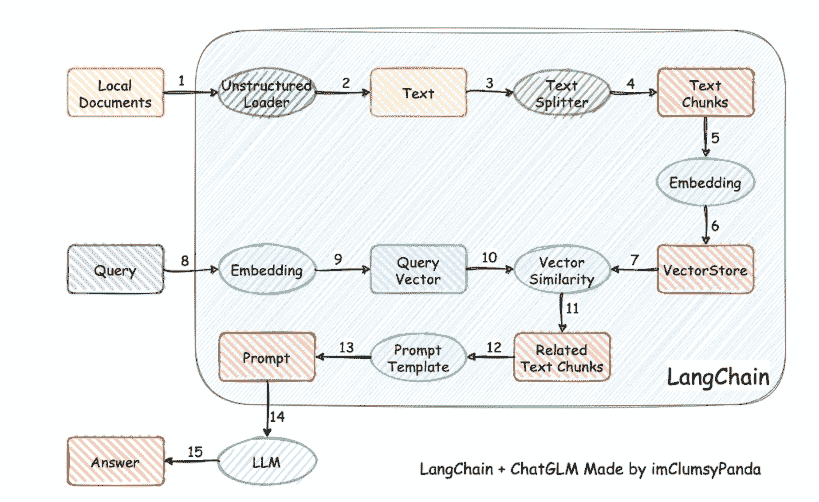 1
2
3
4
Local
Documents
Unstructured
Loader
Text
Text
Splitter
Text
Chunks
5
Embedding
6
8
9
10
7
Query
Embedding
Query
Vector
Vector
Similarity
VectorStore
11
13
12
Prompt
Prompt
Template
Related
Text Chunks
LangChain
14
15
Answer
LLM
LangChain + ChatGLM Made by imClumsyPanda